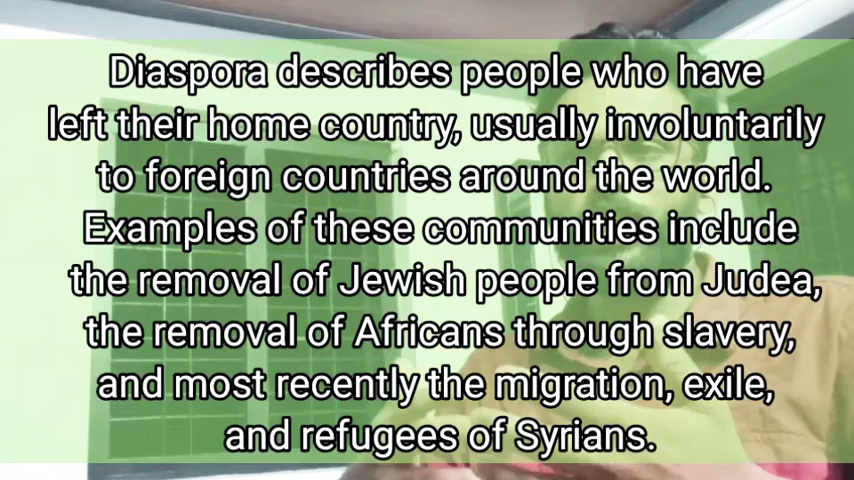 Diaspora describes people who have
left their home country, usually involuntarily
to foreign countries around the world.
Examples of these communities include
the removal of Jewish people from Judea,
the removal of Africans through slavery,
and most recently the migration, exile,
and refugees of Syrians.